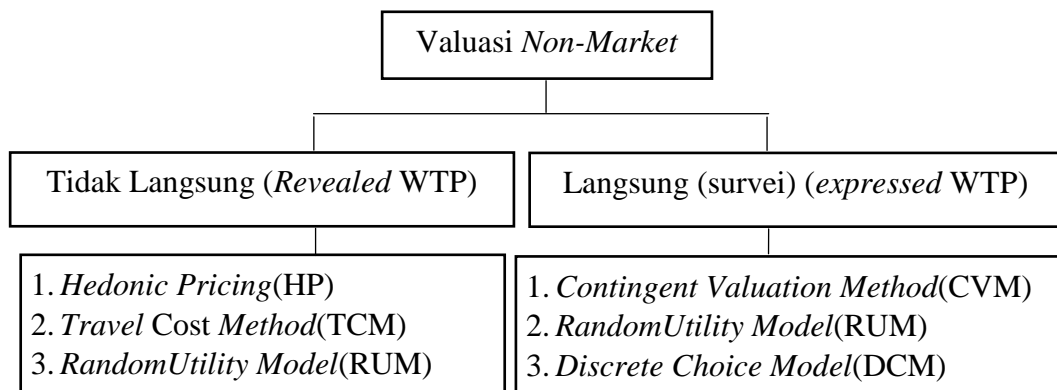 Valuasi Non-Market
Tidak Langsung (Revealed WTP)
Langsung (survei) (expressed WTP)
1. Hedonic Pricing(HP)
2. Travel Cost Method(TCM)
3. RandomUtility Model(RUM)
1. Contingent Valuation Method(CVM)
2. RandomUtility Model(RUM)
3. Discrete Choice Model(DCM)